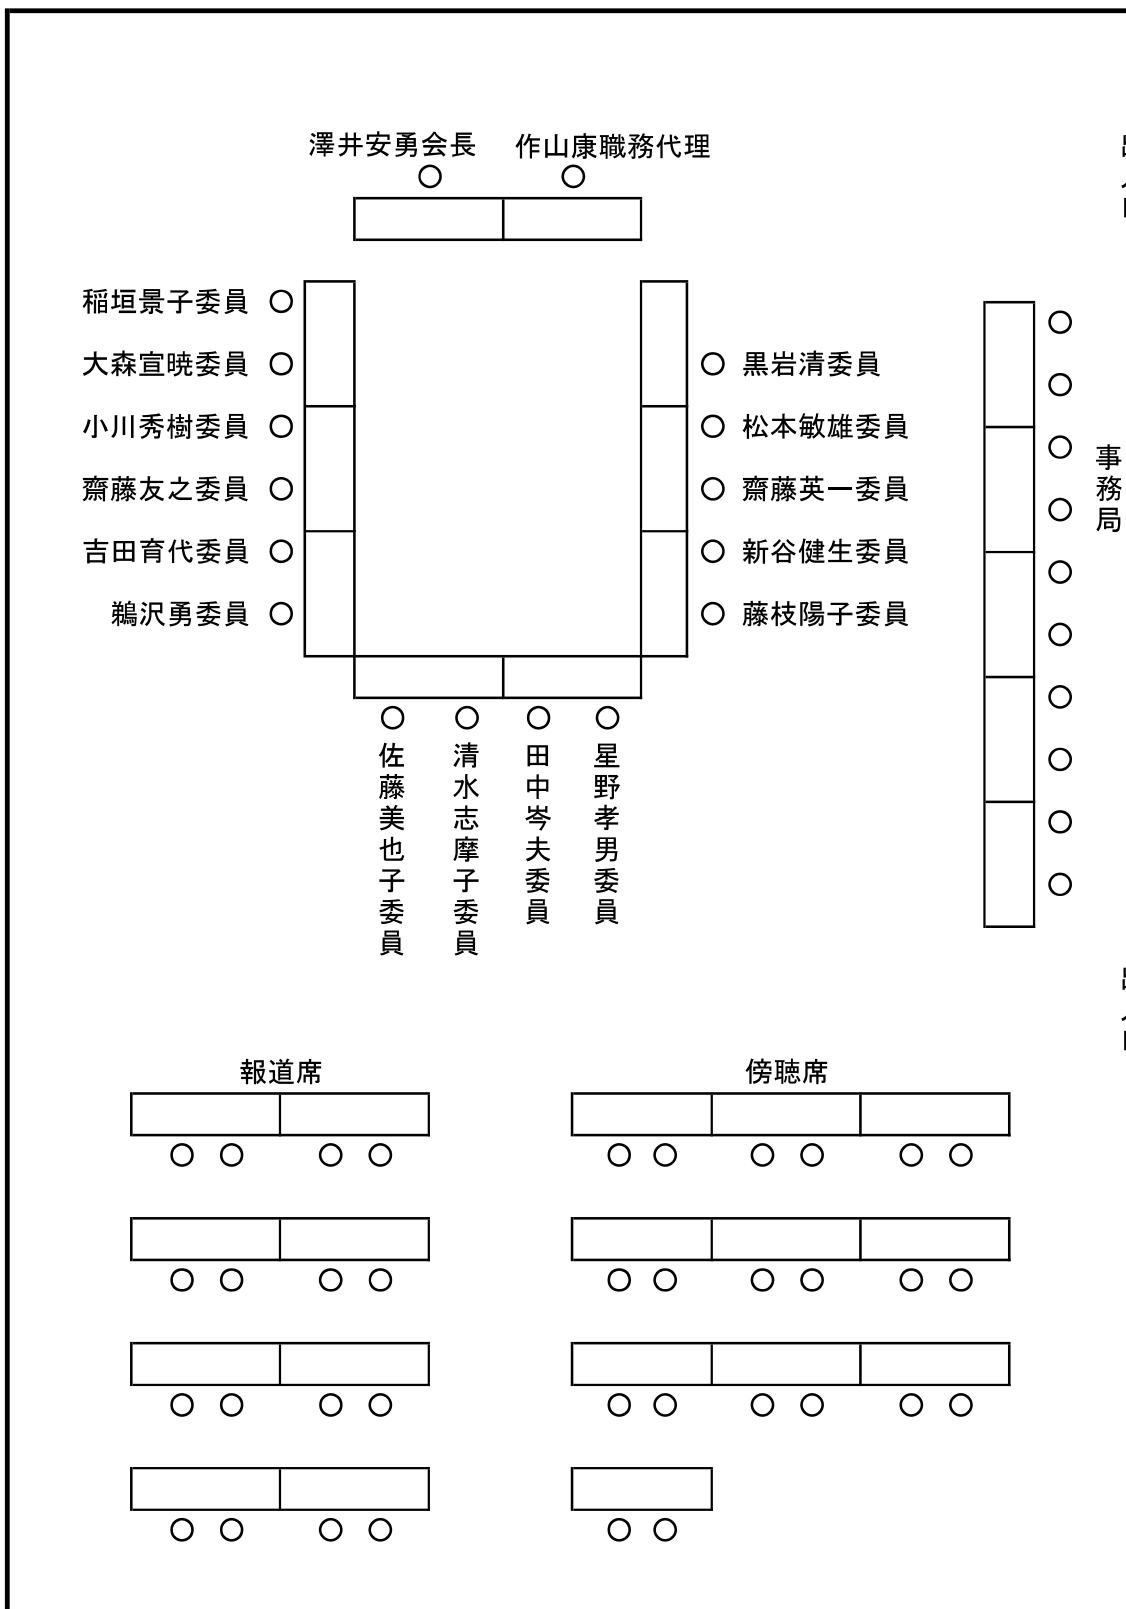 澤井安勇会長
作山康職務代理
稲垣景子委員
大森宣暁委員
小川秀樹委員
齋藤友之委員
吉田育代委員
鵜沢勇委員
黒岩清委員
松本敏雄委員
齋藤英一委員
新谷健生委員
藤枝陽子委員
事務局
佐藤美也子委員
清水志摩子委員
田中岑夫委員
星野孝男委員
報道席
傍聴席